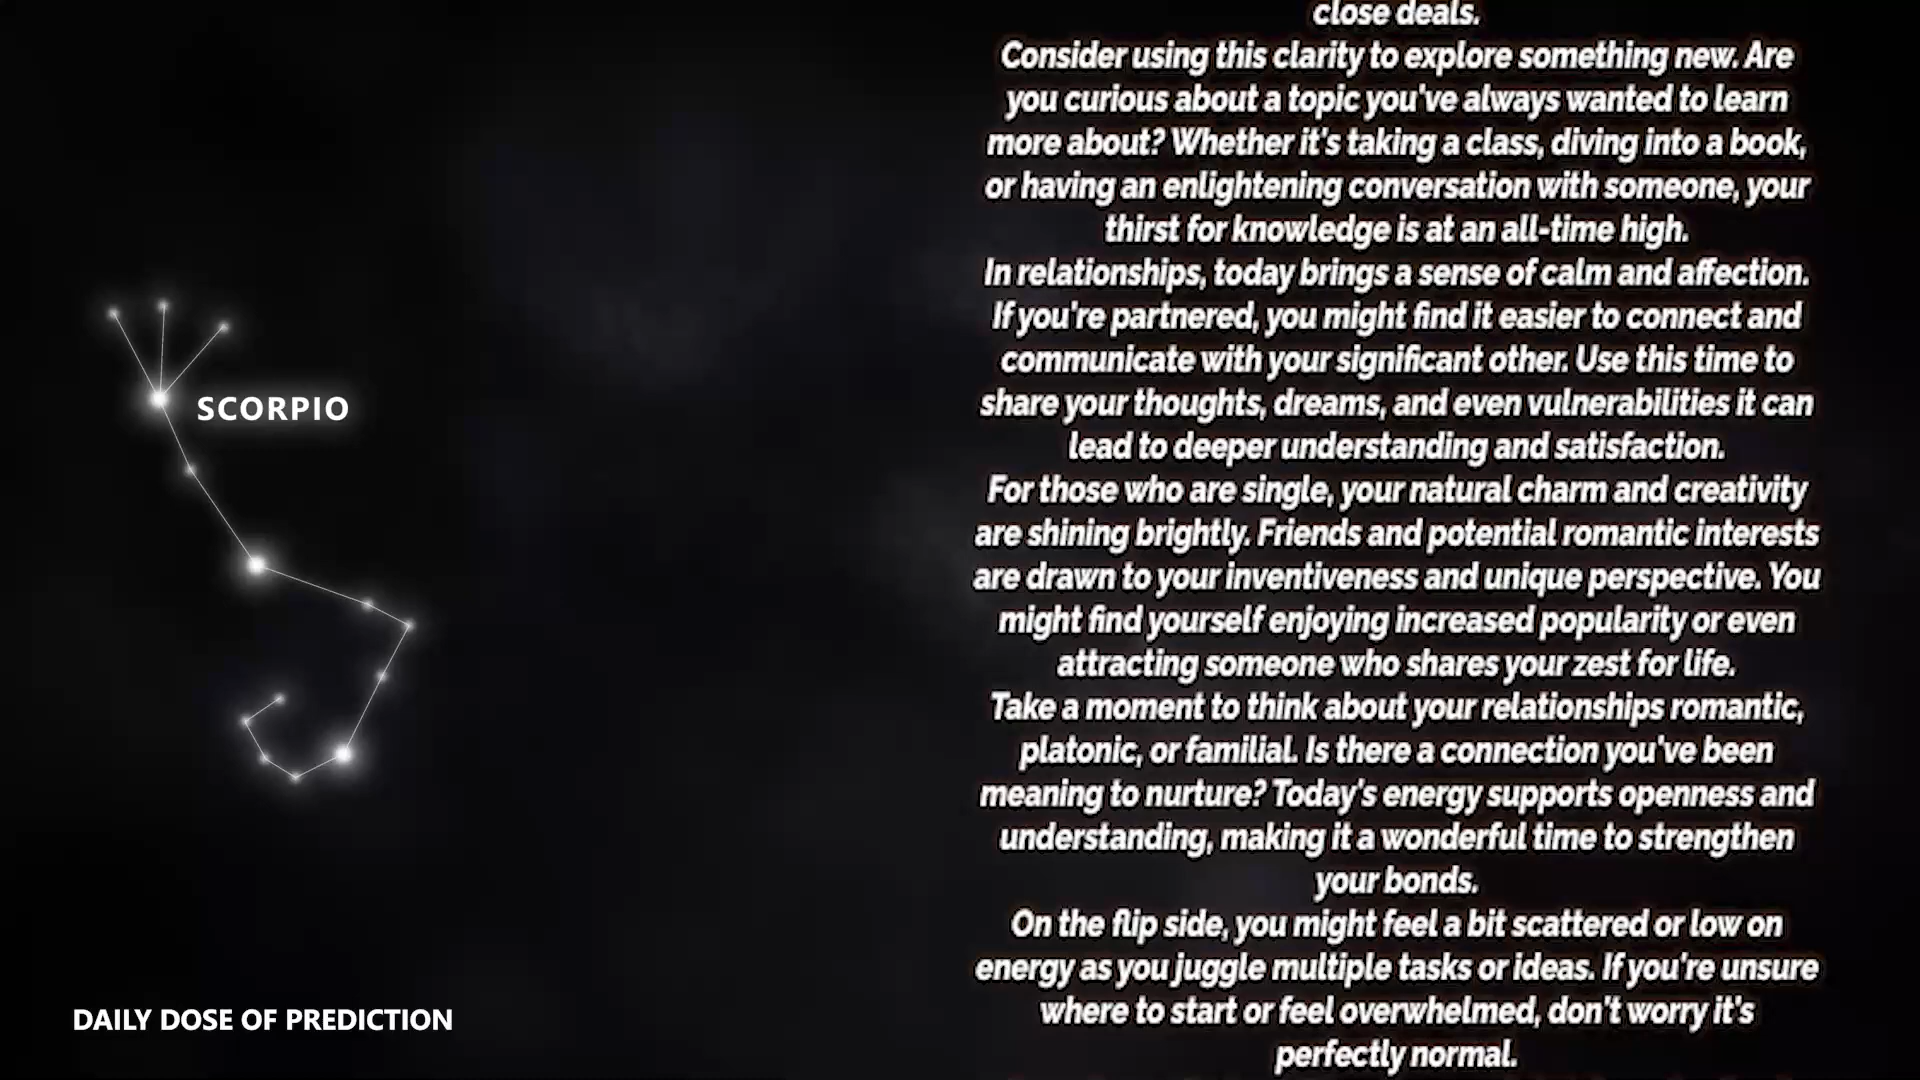 close deals.
Consider using this clarity to explore something new. Are
you curious about a topic you've always wanted to learn
more about? Whether it's taking a class, diving into a book,
or having an enlightening conversation with someone, your
thirst for knowledge is at an all-time high.
In relationships, today brings a sense of calm and affection.
If you're partnered, you might find it easier to connect and
communicate with your significant other. Use this time to
share your thoughts, dreams, and even vulnerabilities it can
lead to deeper understanding and satisfaction.
For those who are single, your natural charm and creativity
are shining brightly. Friends and potential romantic interests
are drawn to your inventiveness and unique perspective. You
might find yourself enjoying increased popularity or even
attracting someone who shares your zest for life.
Take a moment to think about your relationships romantic,
platonic, or familial. Is there a connection you've been
meaning to nurture? Today's energy supports openness and
understanding, making it a wonderful time to strengthen
your bonds.
On the flip side, you might feel a bit scattered or low on
energy as you juggle multiple tasks or ideas. If you're unsure
where to start or feel overwhelmed, don't worry it's
perfectly normal.
SCORPIO
DAILY DOSE OF PREDICTION